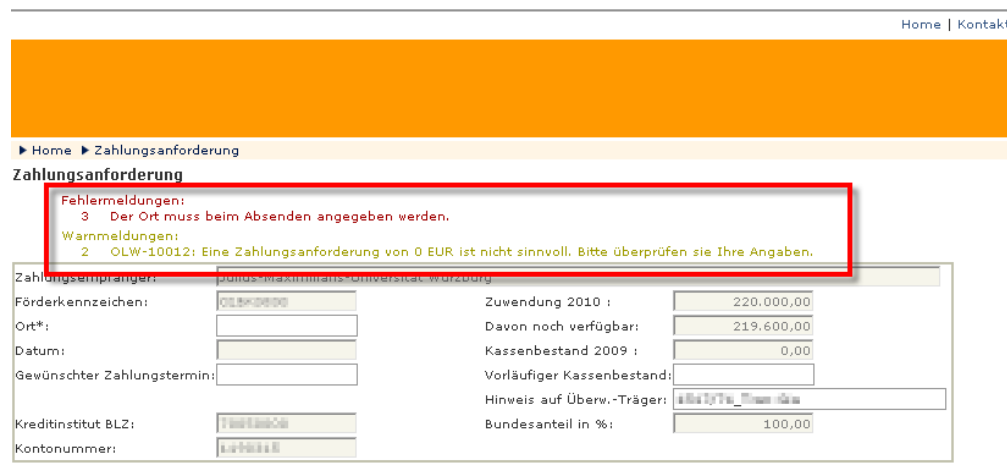 Home | Kontakt
Home Zahlungsanforderung
Zahlungsanforderung
Fehlermeldungen:
3 Der Ort muss beim Absenden angegeben werden.
Warnmeldungen:
2 OLW-10012: Eine Zahlungsanforderung von 0 EUR ist nicht sinnvoll. Bitte überprüfen sie Ihre Angaben.
Zahlungsempfänger: Julius-Maximilians-Universität Würzburg
Förderkennzeichen: Zuwendung 2010 : 220.000,00
Ort*: Davon noch verfügbar: 219.600,00
Datum: Kassenbestand 2009 : 0,00
Gewünschter Zahlungstermin: Vorläufiger Kassenbestand:
Hinweis auf Überw.-Träger:
Kreditinstitut BLZ: Bundesanteil in %: 100,00
Kontonummer: